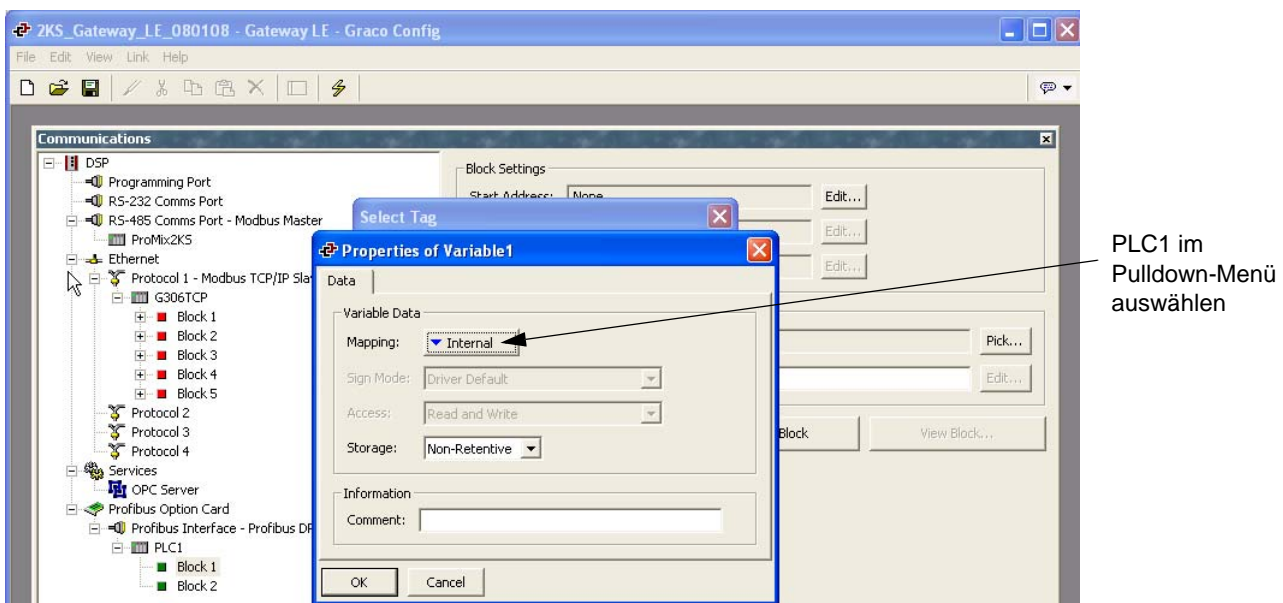 2KS_Gateway_LE_080108 - Gateway LE - Graco Config
File Edit View Link Help
Communications
DSP
Programming Port
RS-232 Comms Port
RS-485 Comms Port - Modbus Master
ProMix2KS
Ethernet
Protocol 1 - Modbus TCP/IP Sla
G306TCP
Block 1
Block 2
Block 3
Block 4
Block 5
Protocol 2
Protocol 3
Protocol 4
Services
OPC Server
Profibus Option Card
Profibus Interface - Profibus DP
PLC1
Block 1
Block 2
Block Settings
Start Address: None Edit...
Edit...
Edit...
Pick...
Edit...
Block View Block...
Select Tag
Properties of Variable1
Data
Variable Data
Mapping: Internal
Sign Mode: Driver Default
Access: Read and Write
Storage: Non-Retentive
Information
Comment:
OK Cancel
PLC1 im
Pulldown-Menü
auswählen